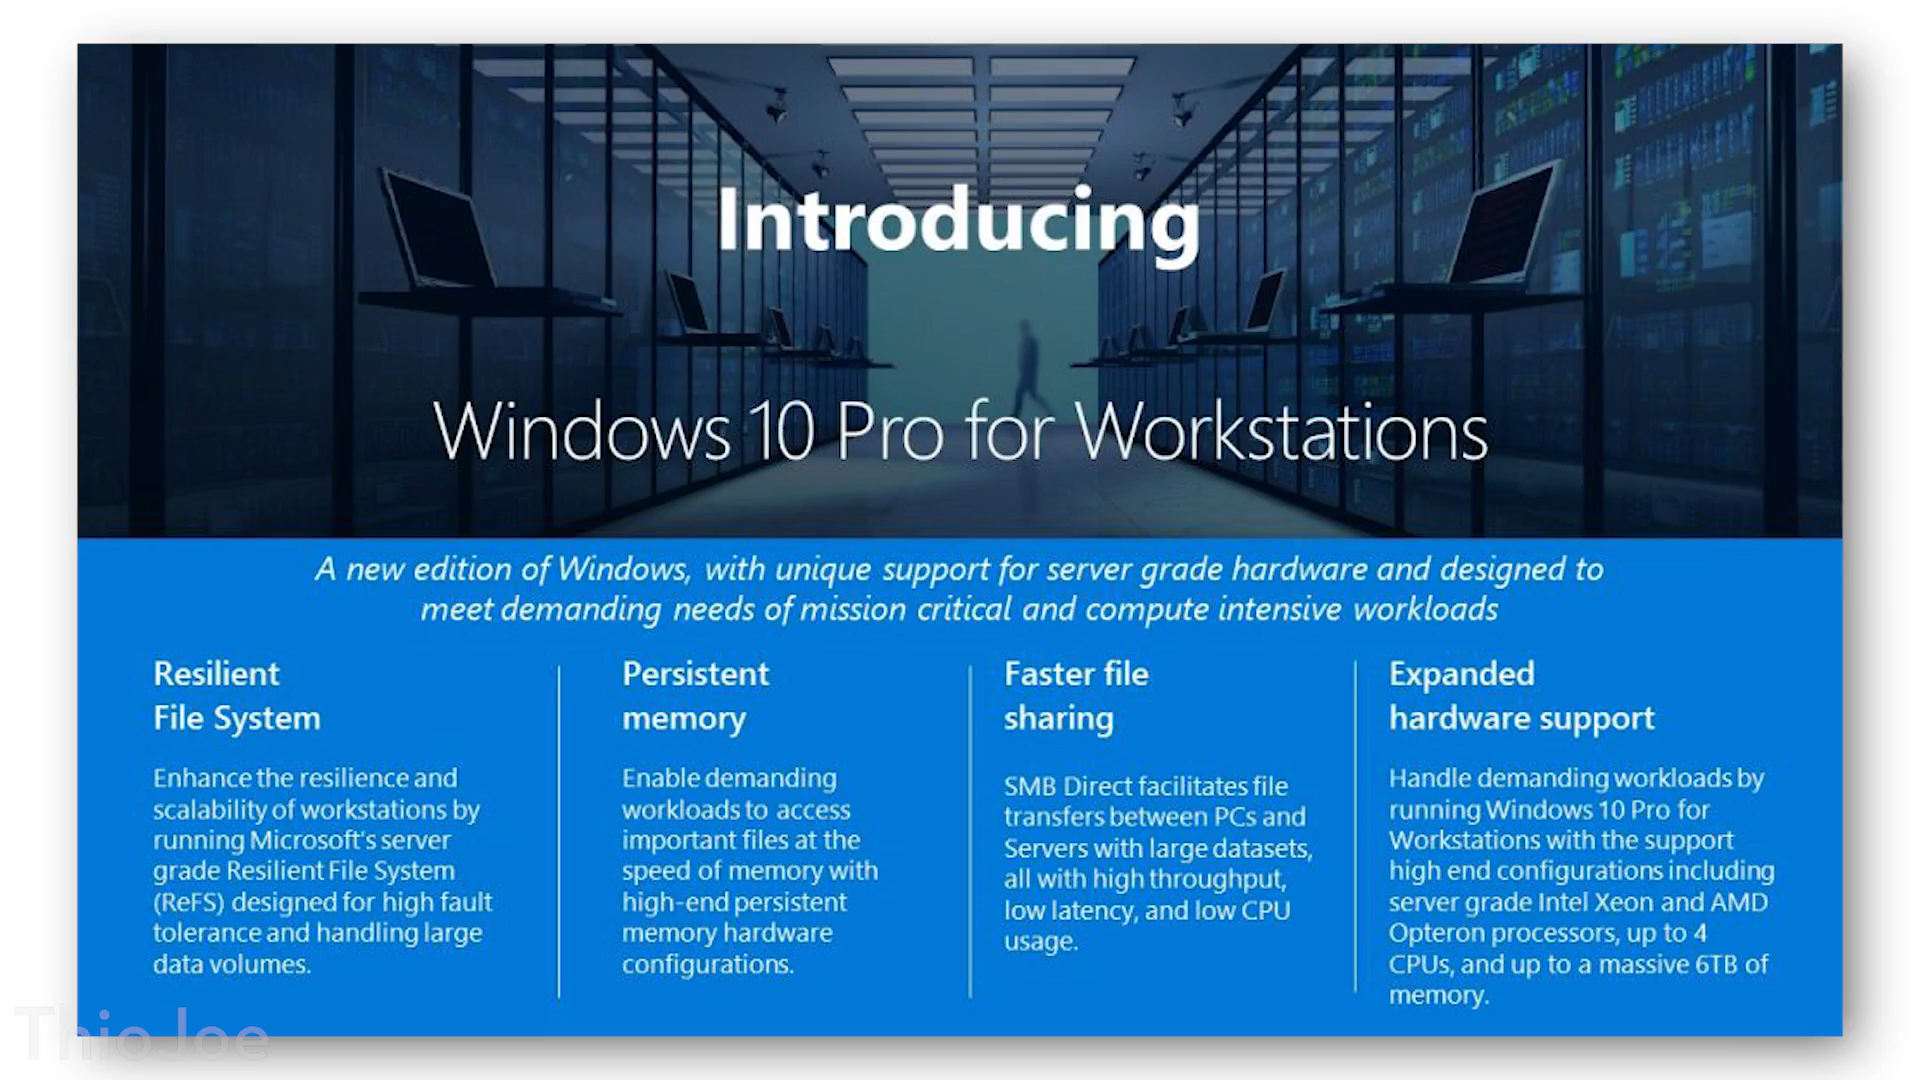 Introducing
Windows 10 Pro for Workstations
A new edition of Windows, with unique support for server grade hardware and designed to
meet demanding needs of mission critical and compute intensive workloads
Resilient
File System
Enhance the resilience and
scalability of workstations by
running Microsoft's server
grade Resilient File System
(ReFS) designed for high fault
tolerance and handling large
data volumes.
Persistent
memory
Enable demanding
workloads to access
important files at the
speed of memory with
high-end persistent
memory hardware
configurations.
Faster file
sharing
SMB Direct facilitates file
transfers between PCs and
Servers with large datasets,
all with high throughput,
low latency, and low CPU
usage.
Expanded
hardware support
Handle demanding workloads by
running Windows 10 Pro for
Workstations with the support
high end configurations including
server grade Intel Xeon and AMD
Opteron processors, up to 4
CPUs, and up to a massive 6TB of
memory.
ThioJoe